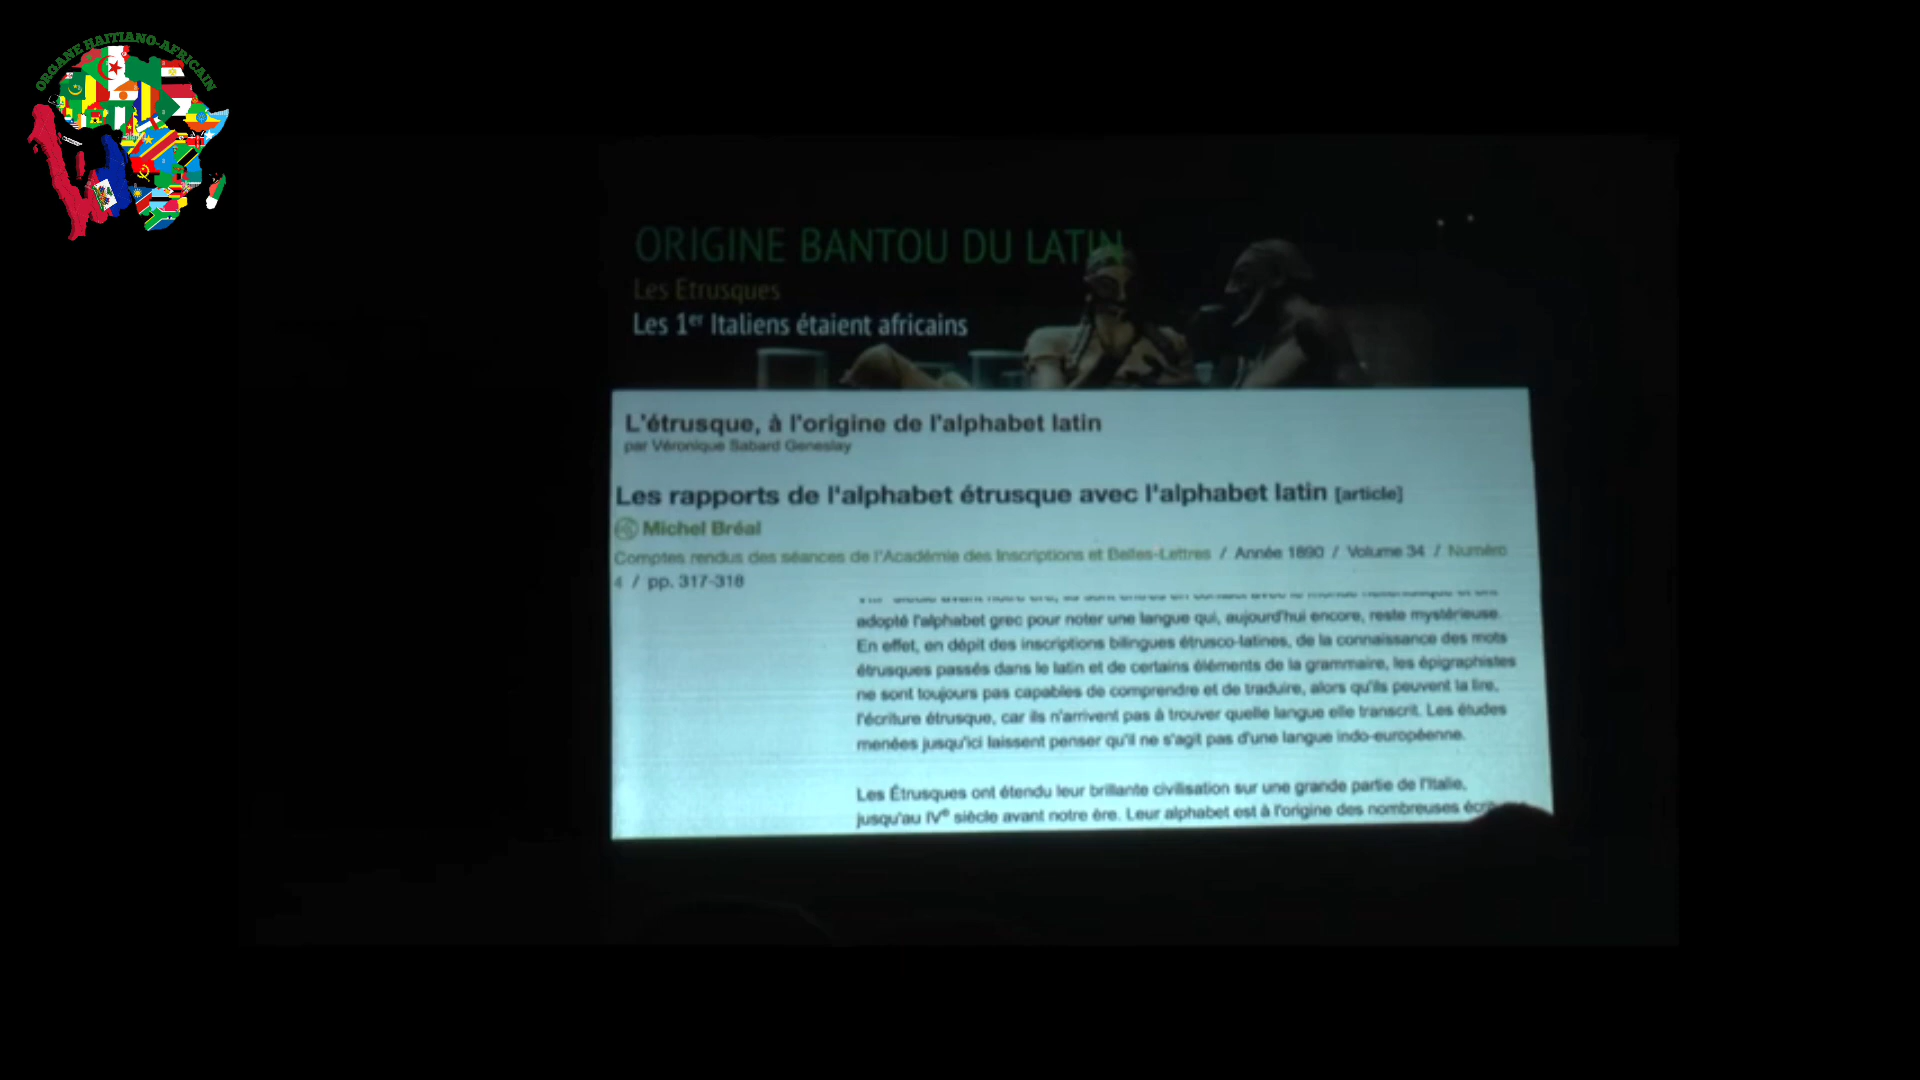 ORGANE HAITIANO-AFRICAIN
ORIGINE BANTOU DU LATIN
Les Etrusques
Les 1er Italiens étaient africains
L'étrusque, à l'origine de l'alphabet latin
par Véronique Sabard Geneslay
Les rapports de l'alphabet étrusque avec l'alphabet latin [article]
Michel Bréal
Comptes rendus des séances de l'Académie des Inscriptions et Belles-Lettres / Année 1890 / Volume 34 / Numéro
4 / pp. 317-318
adopté l'alphabet grec pour noter une langue qui, aujourd'hui encore, reste mystérieuse.
En effet, en dépit des inscriptions bilingues étrusco-latines, de la connaissance des mots
étrusques passés dans le latin et de certains éléments de la grammaire, les épigraphistes
ne sont toujours pas capables de comprendre et de traduire, alors qu'ils peuvent la lire,
l'écriture étrusque, car ils n'arrivent pas à trouver quelle langue elle transcrit. Les études
menées jusqu'ici laissent penser qu'il ne s'agit pas d'une langue indo-européenne.
Les Étrusques ont étendu leur brillante civilisation sur une grande partie de l'Italie,
jusqu'au IVe siècle avant notre ère. Leur alphabet est à l'origine des nombreuses